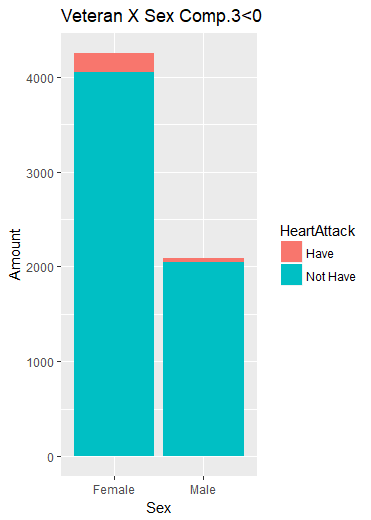 Veteran X Sex Comp.3<0
Amount
4000
3000
2000
1000
0
Female Male
Sex
HeartAttack
Have
Not Have